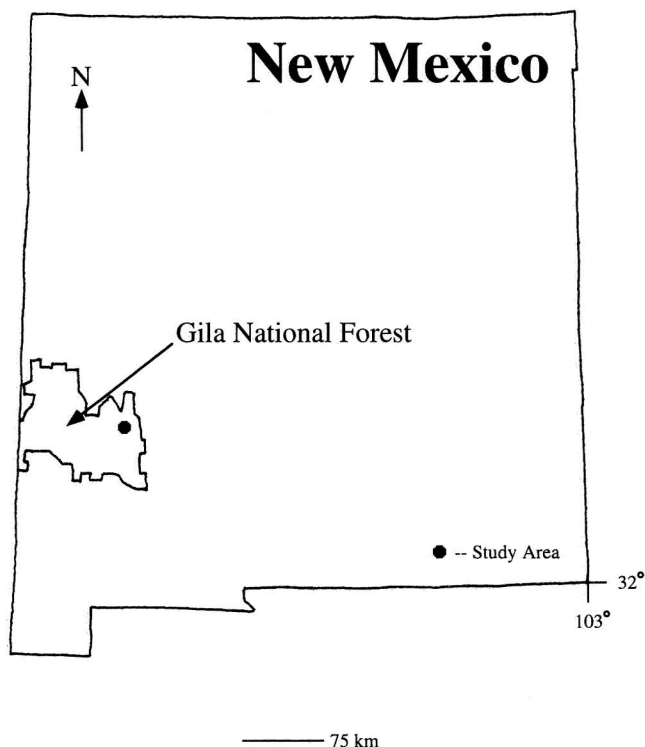 New Mexico
N
Gila National Forest
-- Study Area
32°
103°
75 km